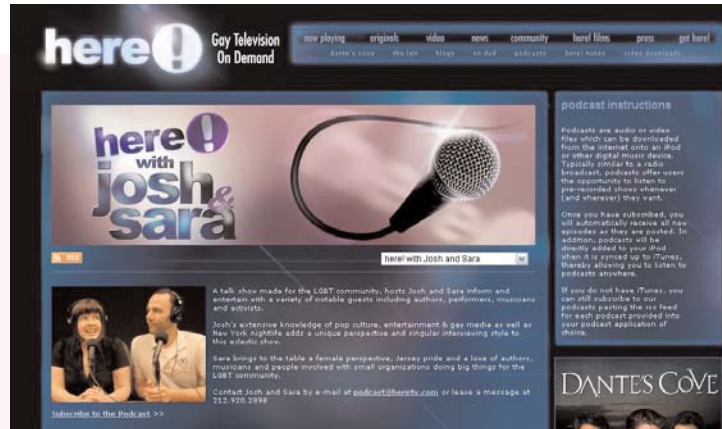 here!
Gay Television
On Demand
now playing originals video news community here! films press get here!
dante's cove the lair blogs on dvd podcasts here! tunes video downloads
here!
with
josh
&
sara
RSS
here! with Josh and Sara
A talk show made for the LGBT community, hosts Josh and Sara inform and
entertain with a variety of notable guests including authors, performers, musicians
and activists.
Josh's extensive knowledge of pop culture, entertainment & gay media as well as
New York nightlife adds a unique perspective and singular interviewing style to
this eclectic show.
Sara brings to the table a female perspective, Jersey pride and a love of authors,
musicians and people involved with small organizations doing big things for the
LGBT community.
Contact Josh and Sara by e-mail at podcast@heretv.com or leave a message at
212.920.2898
Subscribe to the Podcast >>
podcast instructions
Podcasts are audio or video
files which can be downloaded
from the internet onto an iPod
or other digital music device.
Typically similar to a radio
broadcast, podcasts offer users
the opportunity to listen to
pre-recorded shows whenever
(and wherever) they want.
Once you have subscribed, you
will automatically receive all new
episodes as they are posted. In
addition, podcasts will be
directly added to your iPod
when it is synced up to iTunes,
thereby allowing you to listen to
podcasts anywhere.
If you do not have iTunes, you
can still subscribe to our
podcasts pasting the rss feed
for each podcast provided into
your podcast application of
choice.
DANTE'S COVE